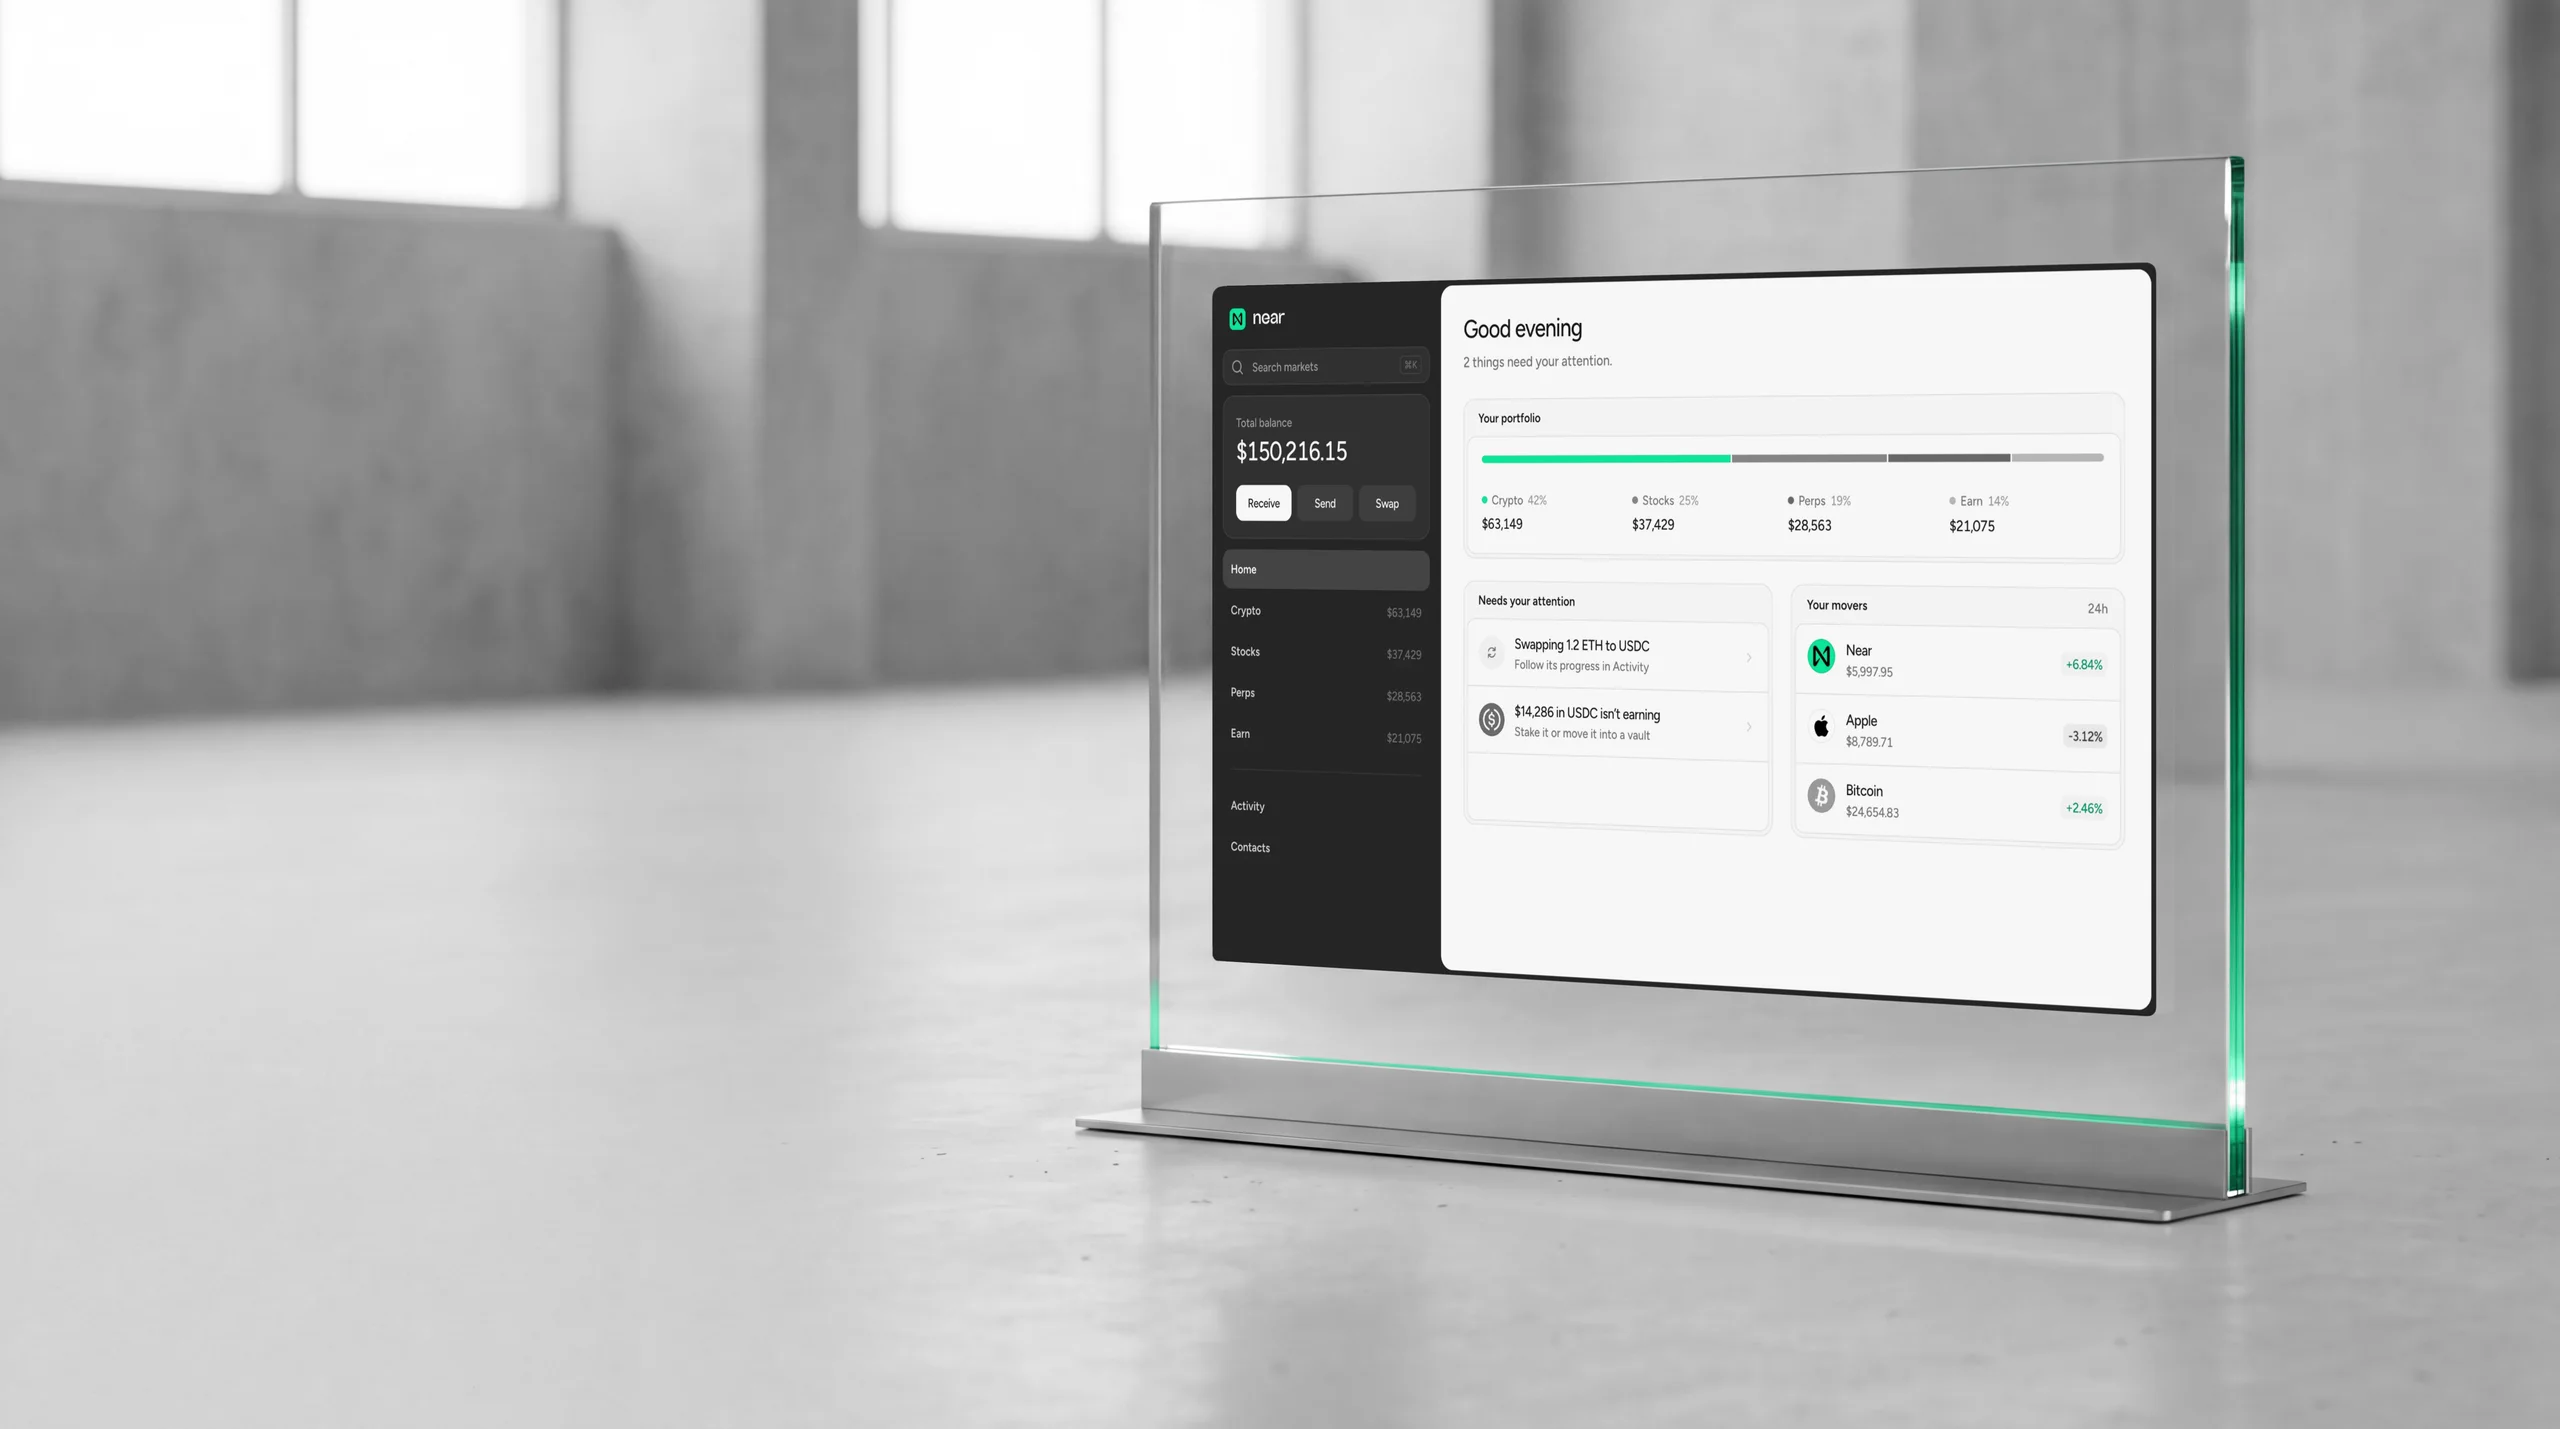 near
Search markets ⌘K
Total balance
$150,216.15
Receive Send Swap
Home
Crypto $63,149
Stocks $37,429
Perps $28,563
Earn $21,075
Activity
Contacts
Good evening
2 things need your attention.
Your portfolio
Crypto 42% Stocks 25% Perps 19% Earn 14%
$63,149 $37,429 $28,563 $21,075
Needs your attention
Swapping 1.2 ETH to USDC
Follow its progress in Activity
$14,286 in USDC isn't earning
Stake it or move it into a vault
Your movers 24h
Near
$5,997.95
+6.84%
Apple
$8,789.71
-3.12%
Bitcoin
$24,654.83
+2.46%